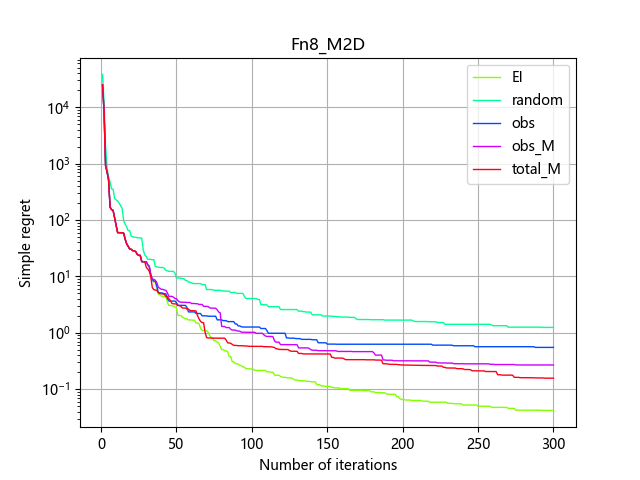 Fn8_M2D
EI
random
obs
obs_M
total_M
10⁴
10³
10²
10¹
10⁰
10⁻¹
Simple regret
0 50 100 150 200 250 300
Number of iterations